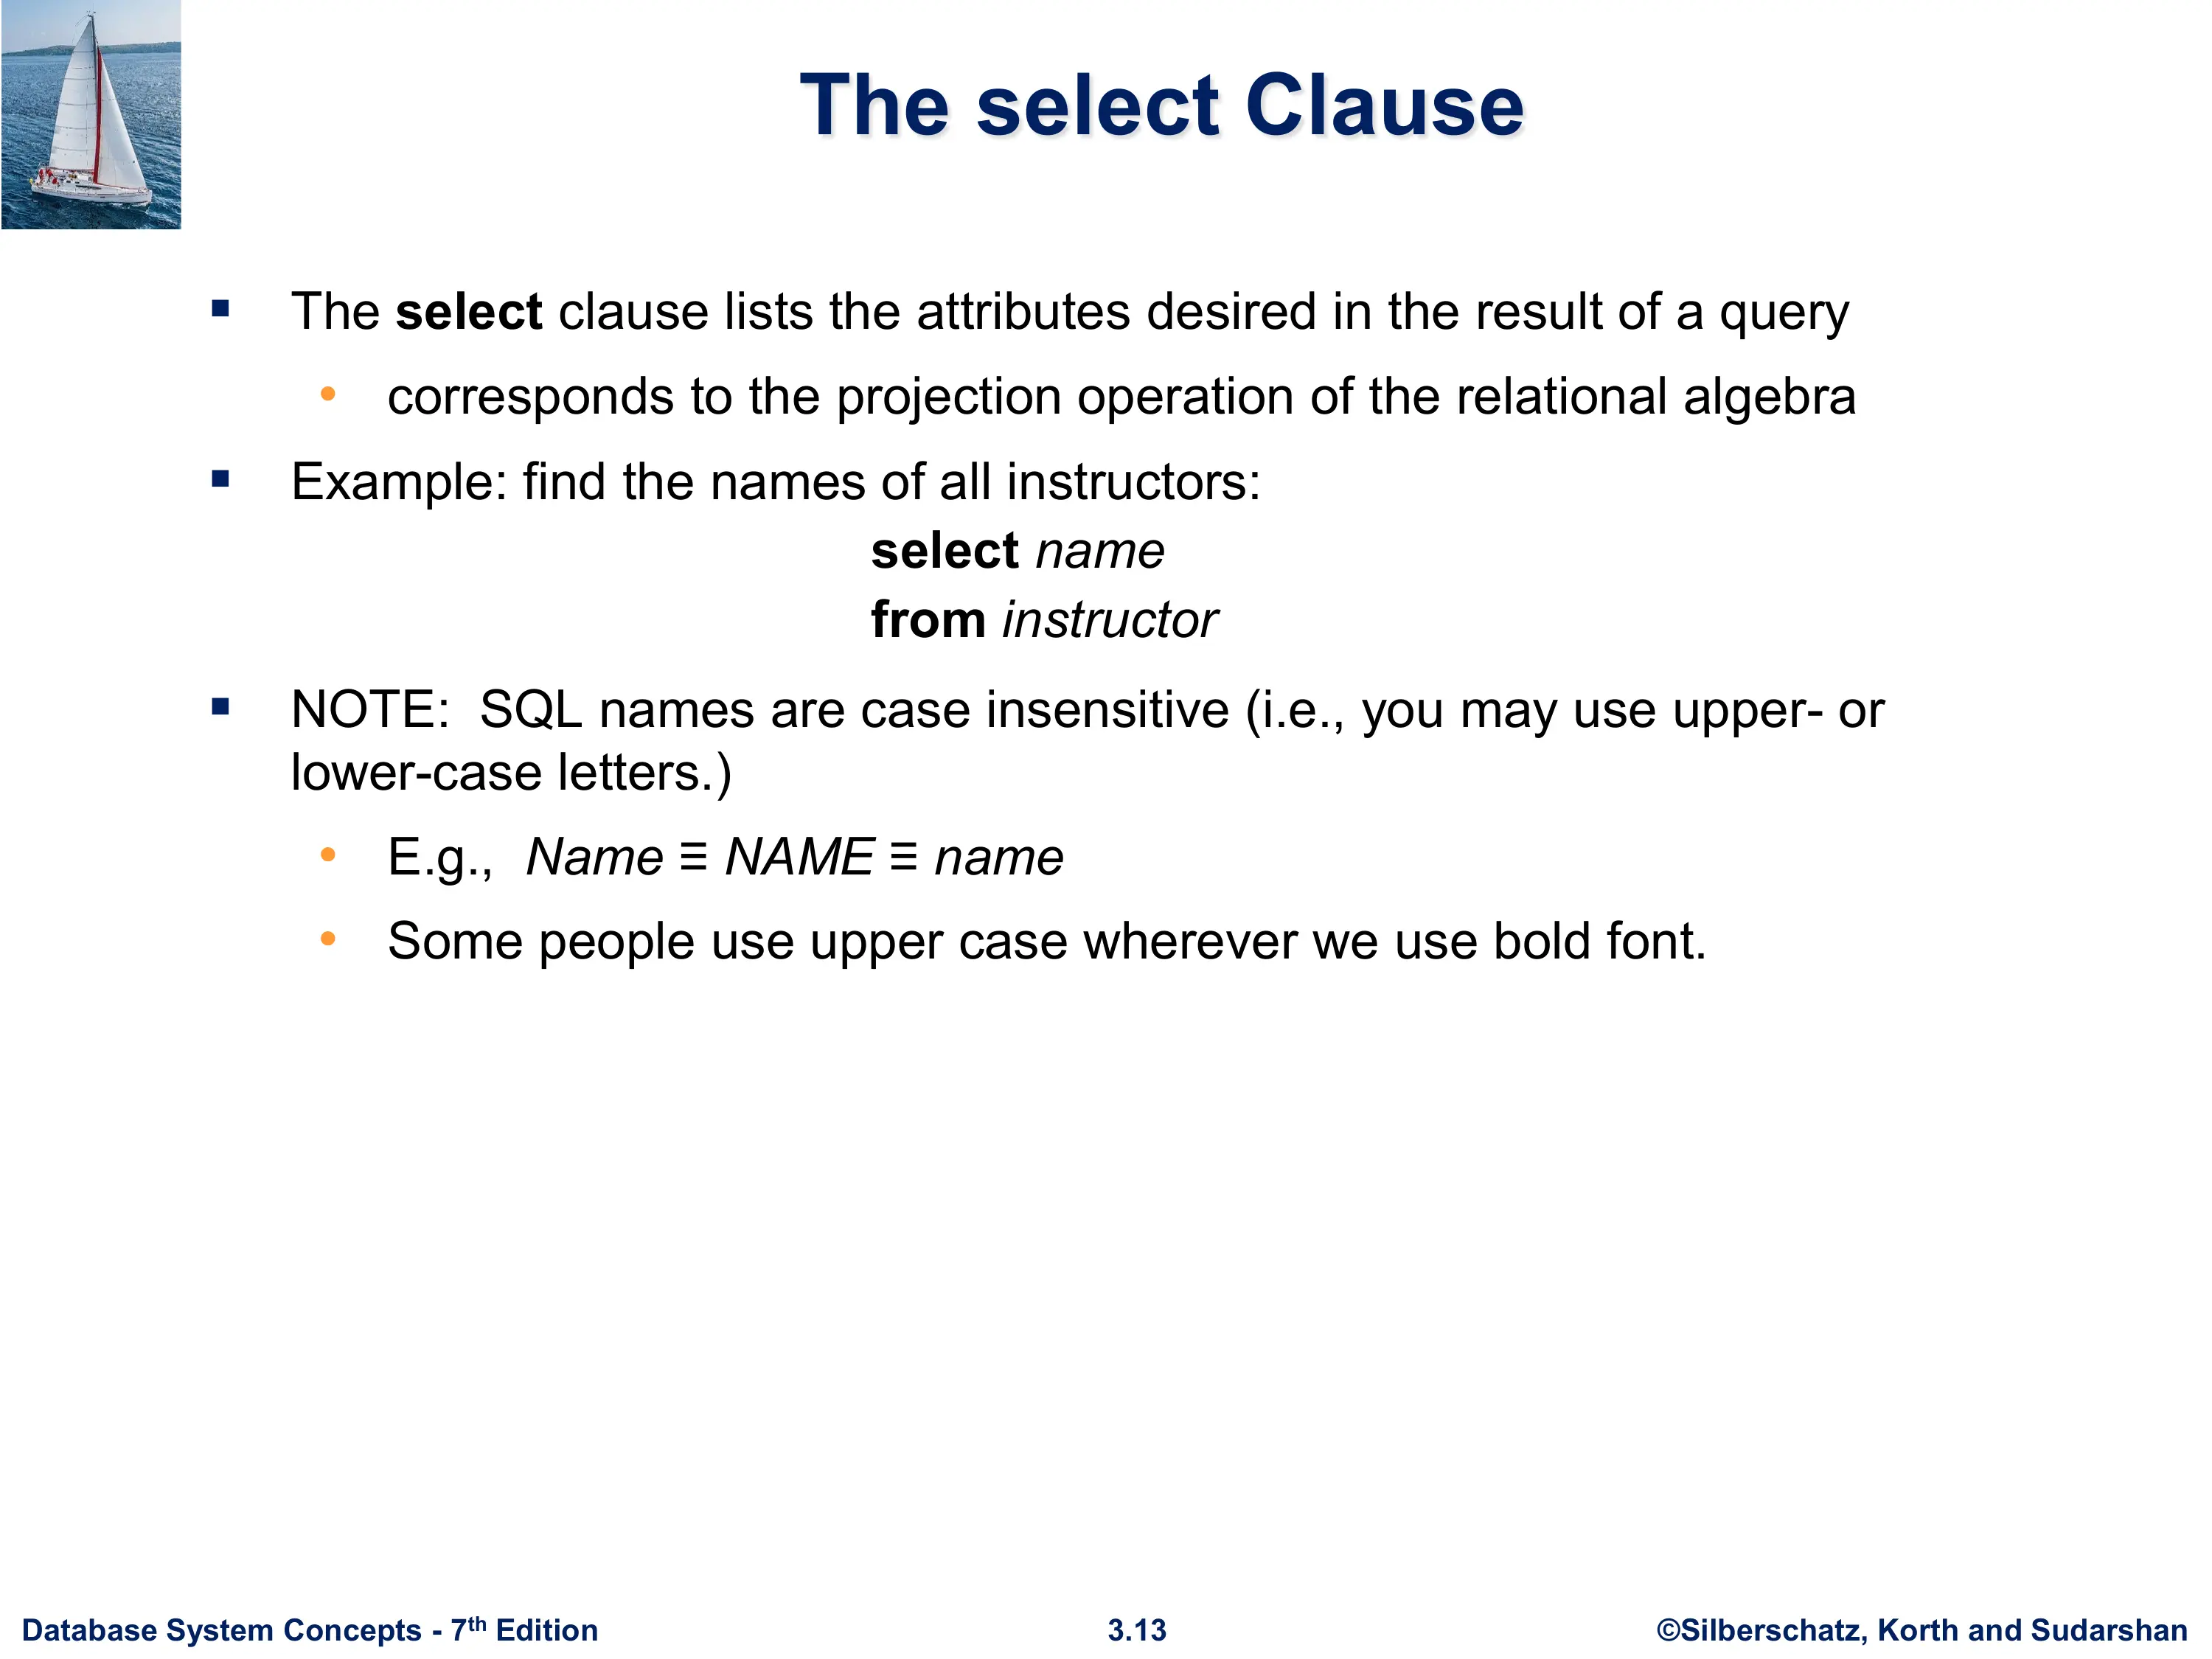 The select Clause
▪ The select clause lists the attributes desired in the result of a query
• corresponds to the projection operation of the relational algebra
▪ Example: find the names of all instructors:
select name
from instructor
▪ NOTE:  SQL names are case insensitive (i.e., you may use upper- or
lower-case letters.)
• E.g.,  Name ≡ NAME ≡ name
• Some people use upper case wherever we use bold font.
Database System Concepts - 7th Edition
3.13
©Silberschatz, Korth and Sudarshan